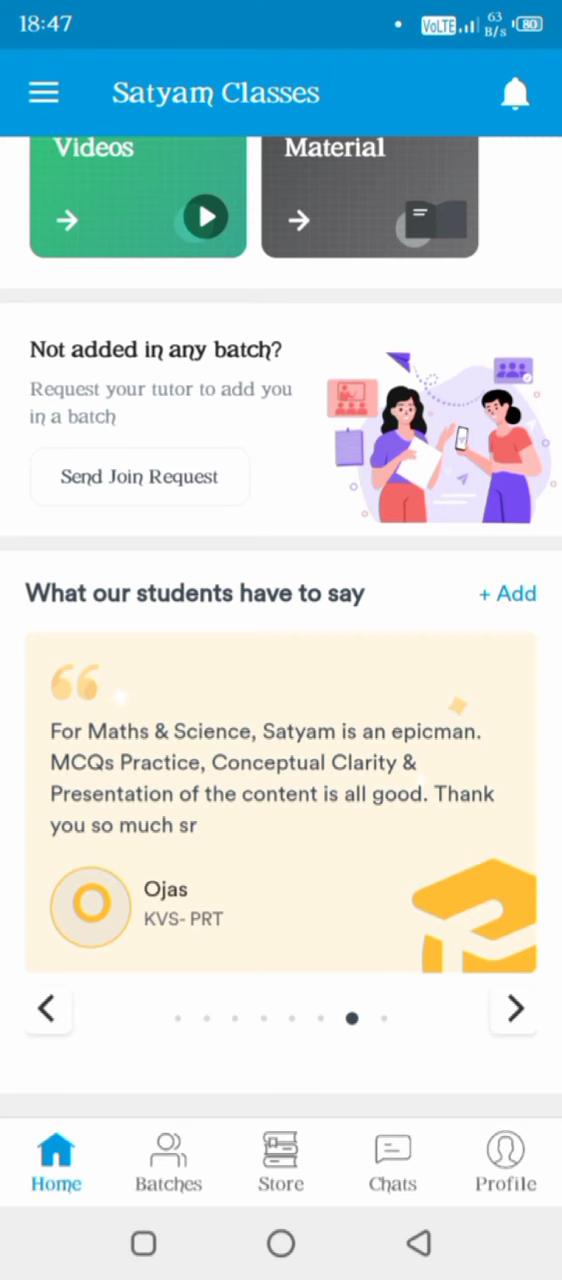 18:47
VoLTE
63
B/s
80
Satyam Classes
Videos
Material
Not added in any batch?
Request your tutor to add you
in a batch
Send Join Request
What our students have to say
+ Add
For Maths & Science, Satyam is an epicman.
MCQs Practice, Conceptual Clarity &
Presentation of the content is all good. Thank
you so much sr
O
Ojas
KVS- PRT
Home
Batches
Store
Chats
Profile